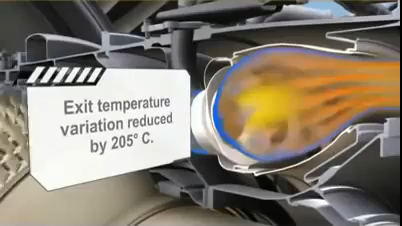 Exit temperature
variation reduced
by 205° C.